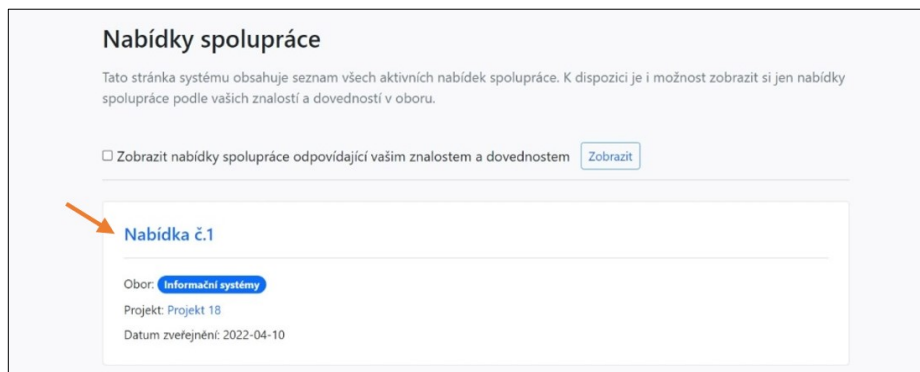 Nabídky spolupráce
Tato stránka systému obsahuje seznam všech aktivních nabídek spolupráce. K dispozici je i možnost zobrazit si jen nabídky
spolupráce podle vašich znalostí a dovedností v oboru.
Zobrazit nabídky spolupráce odpovídající vašim znalostem a dovednostem Zobrazit
Nabídka č.1
Obor: Informační systémy
Projekt: Projekt 18
Datum zveřejnění: 2022-04-10